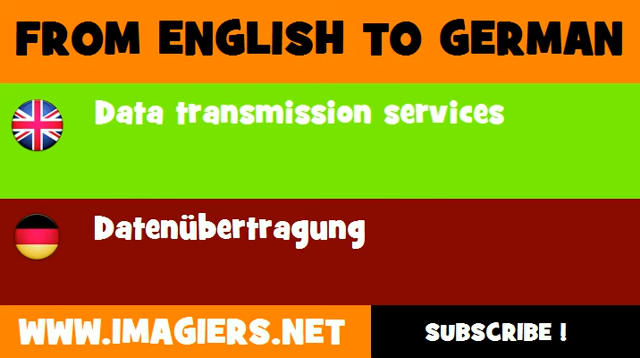 FROM ENGLISH TO GERMAN
Data transmission services
Datenübertragung
WWW.IMAGIERS.NET
SUBSCRIBE !